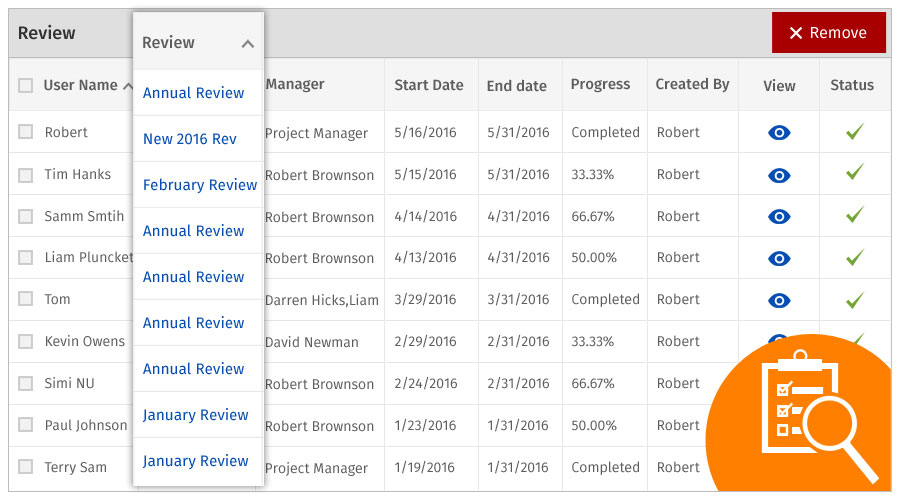 Review
Review
Remove
User Name Manager Start Date End date Progress Created By View Status
Robert Annual Review Project Manager 5/16/2016 5/31/2016 Completed Robert
Tim Hanks New 2016 Rev Robert Brownson 5/15/2016 5/31/2016 33.33% Robert
Samm Smtih February Review Robert Brownson 4/14/2016 4/31/2016 66.67% Robert
Liam Pluncket Annual Review Robert Brownson 4/13/2016 4/31/2016 50.00% Robert
Tom Annual Review Darren Hicks,Liam 3/29/2016 3/31/2016 Completed Robert
Kevin Owens Annual Review David Newman 2/29/2016 2/31/2016 33.33% Robert
Simi NU Annual Review Robert Brownson 2/24/2016 2/31/2016 66.67% Robert
Paul Johnson January Review Robert Brownson 1/23/2016 1/31/2016 50.00% Robert
Terry Sam January Review Project Manager 1/19/2016 1/31/2016 Completed Robert